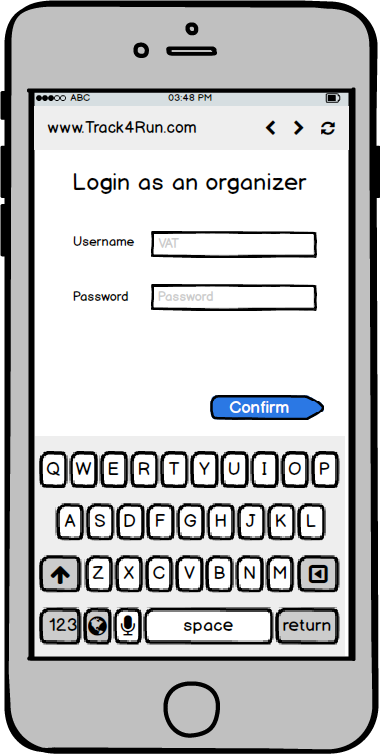 ABC 03:48 PM
www.Track4Run.com
Login as an organizer
Username VAT
Password Password
Confirm
Q W E R T Y U I O P
A S D F G H J K L
Z X C V B N M
123 space return